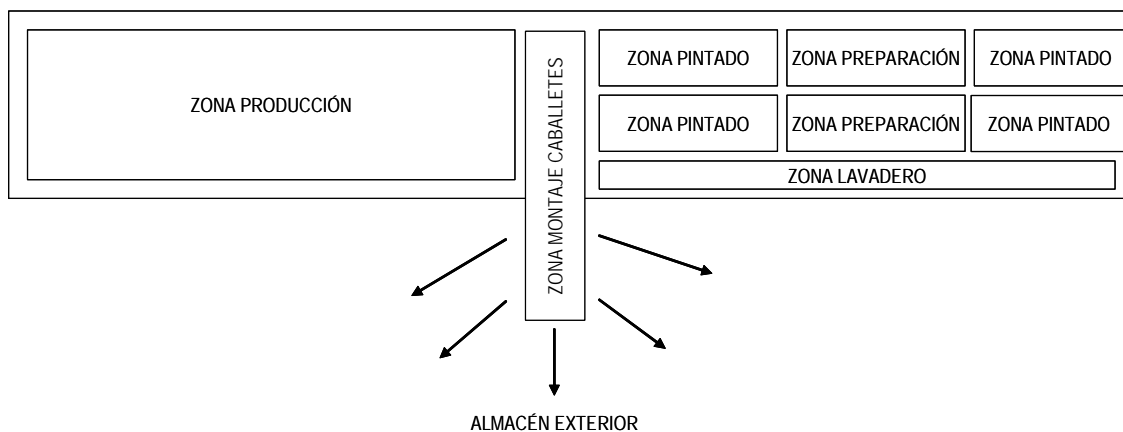 ZONA PRODUCCIÓN
ZONA MONTAJE CABALLETES
ZONA PINTADO
ZONA PREPARACIÓN
ZONA PINTADO
ZONA PINTADO
ZONA PREPARACIÓN
ZONA PINTADO
ZONA LAVADERO
ALMACÉN EXTERIOR